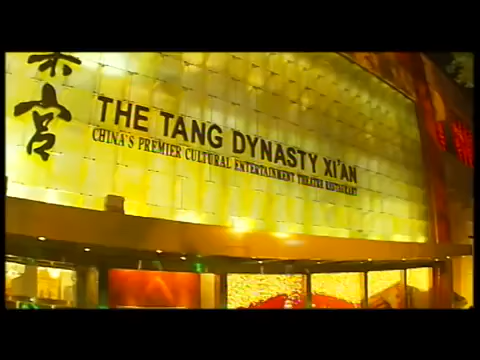 宫
THE TANG DYNASTY XI'AN
CHINA'S PREMIER CULTURAL ENTERTAINMENT THEATRE RESTAURANT